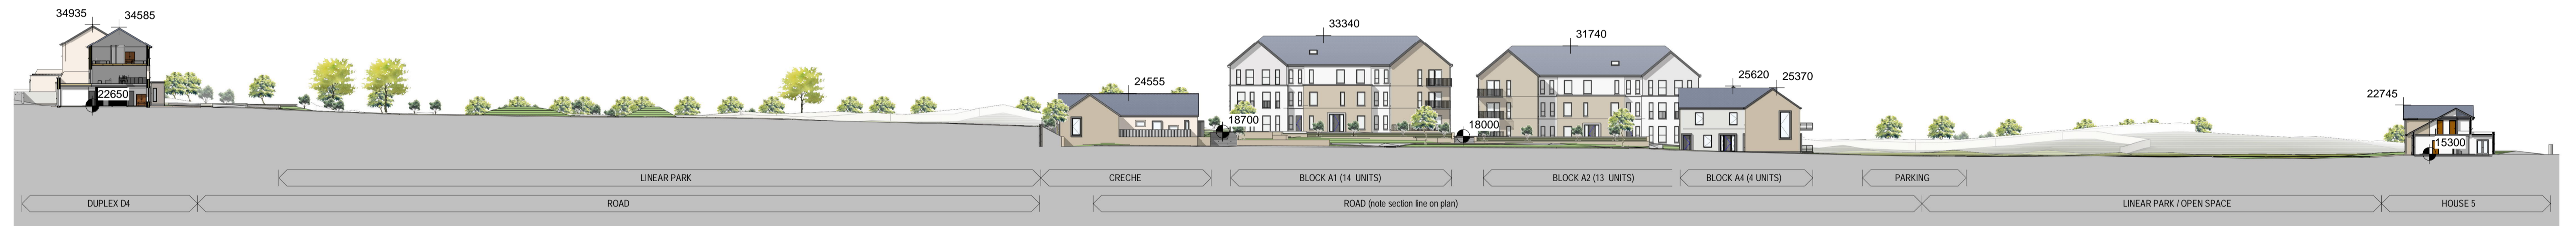 34935
34585
22650
24555
33340
18700
31740
18000
25620
25370
22745
15300
LINEAR PARK
CRECHE
BLOCK A1 (14 UNITS)
BLOCK A2 (13 UNITS)
BLOCK A4 (4 UNITS)
PARKING
DUPLEX D4
ROAD
ROAD (note section line on plan)
LINEAR PARK / OPEN SPACE
HOUSE 5